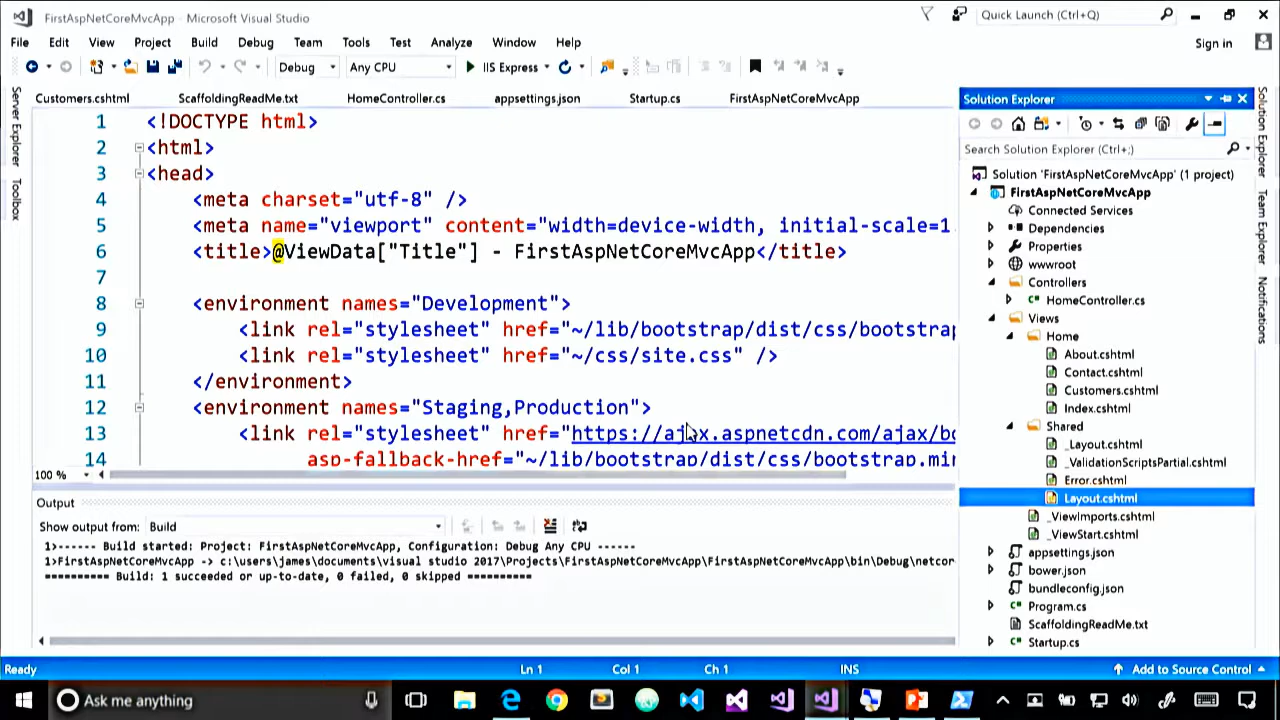 FirstAspNetCoreMvcApp - Microsoft Visual Studio
Quick Launch (Ctrl+Q)
File Edit View Project Build Debug Team Tools Test Analyze Window Help
Sign in
Debug Any CPU IIS Express
Server Explorer
Toolbox
Customers.cshtml ScaffoldingReadMe.txt HomeController.cs appsettings.json Startup.cs FirstAspNetCoreMvcApp
1 <!DOCTYPE html>
2 <html>
3 <head>
4 <meta charset="utf-8" />
5 <meta name="viewport" content="width=device-width, initial-scale=1.
6 <title>@ViewData["Title"] - FirstAspNetCoreMvcApp</title>
7
8 <environment names="Development">
9 <link rel="stylesheet" href="~/lib/bootstrap/dist/css/bootstrap
10 <link rel="stylesheet" href="~/css/site.css" />
11 </environment>
12 <environment names="Staging,Production">
13 <link rel="stylesheet" href="https://ajax.aspnetcdn.com/ajax/bo
14 asp-fallback-href="~/lib/bootstrap/dist/css/bootstrap.min
100 %
Output
Show output from: Build
1>------ Build started: Project: FirstAspNetCoreMvcApp, Configuration: Debug Any CPU ------
1>FirstAspNetCoreMvcApp -> c:\users\james\documents\visual studio 2017\Projects\FirstAspNetCoreMvcApp\FirstAspNetCoreMvcApp\bin\Debug\netcor
========== Build: 1 succeeded or up-to-date, 0 failed, 0 skipped ==========
Solution Explorer
Search Solution Explorer (Ctrl+;)
Solution 'FirstAspNetCoreMvcApp' (1 project)
FirstAspNetCoreMvcApp
Connected Services
Dependencies
Properties
wwwroot
Controllers
HomeController.cs
Views
Home
About.cshtml
Contact.cshtml
Customers.cshtml
Index.cshtml
Shared
_Layout.cshtml
_ValidationScriptsPartial.cshtml
Error.cshtml
Layout.cshtml
_ViewImports.cshtml
_ViewStart.cshtml
appsettings.json
bower.json
bundleconfig.json
Program.cs
ScaffoldingReadMe.txt
Startup.cs
Solution Explorer
Team Explorer
Notifications
Ready Ln 1 Col 1 Ch 1 INS Add to Source Control
Ask me anything